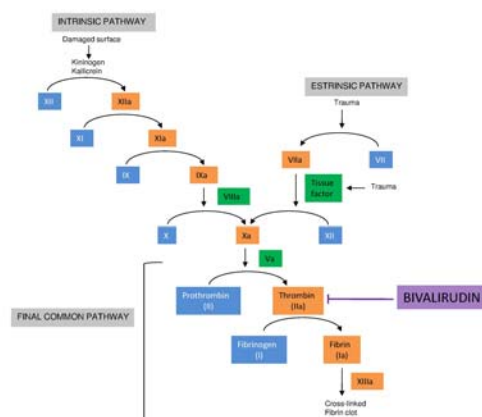 INTRINSIC PATHWAY
Damaged surface
Kininogen
Kallicrein
XII
XIIa
ESTRINSIC PATHWAY
Trauma
XI
XIa
VIIa
VII
IX
IXa
Tissue
factor
Trauma
VIIIa
X
Xa
XII
Va
FINAL COMMON PATHWAY
Prothrombin
(II)
Thrombin
(IIa)
BIVALIRUDIN
Fibrinogen
(I)
Fibrin
(Ia)
XIIIa
Cross-linked
Fibrin clot